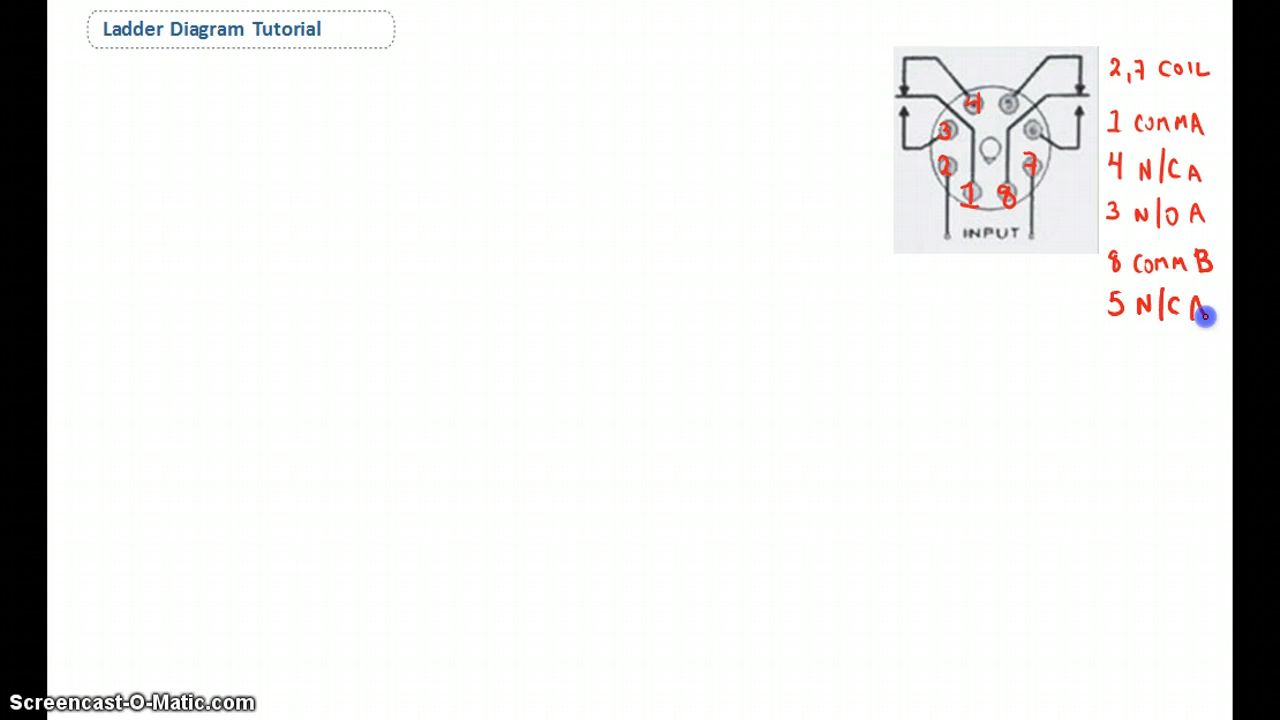 Ladder Diagram Tutorial
4 5
3 6
2 7
1 8
INPUT
2,7 COIL
1 COMM A
4 N/C A
3 N/O A
8 COMM B
5 N/C
Screencast-O-Matic.com